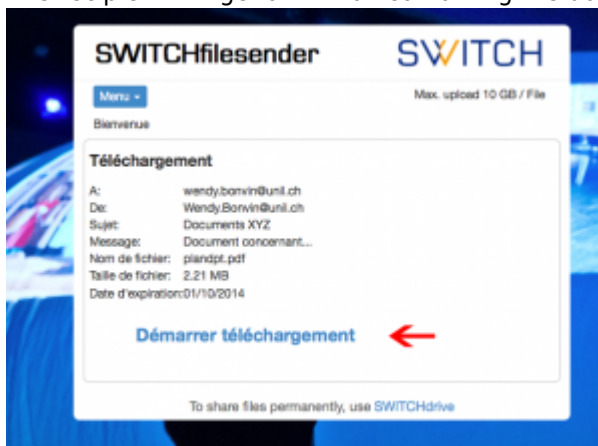 SWITCHfilesender
SWITCH
Menu
Max. upload 10 GB / File
Bienvenue
Téléchargement
A: wendy.bonvin@unil.ch
De: Wendy.Bonvin@unil.ch
Sujet: Documents XYZ
Message: Document concernant...
Nom de fichier: plandpt.pdf
Taille de fichier: 2.21 MB
Date d'expiration:01/10/2014
Démarrer téléchargement
To share files permanently, use SWITCHdrive